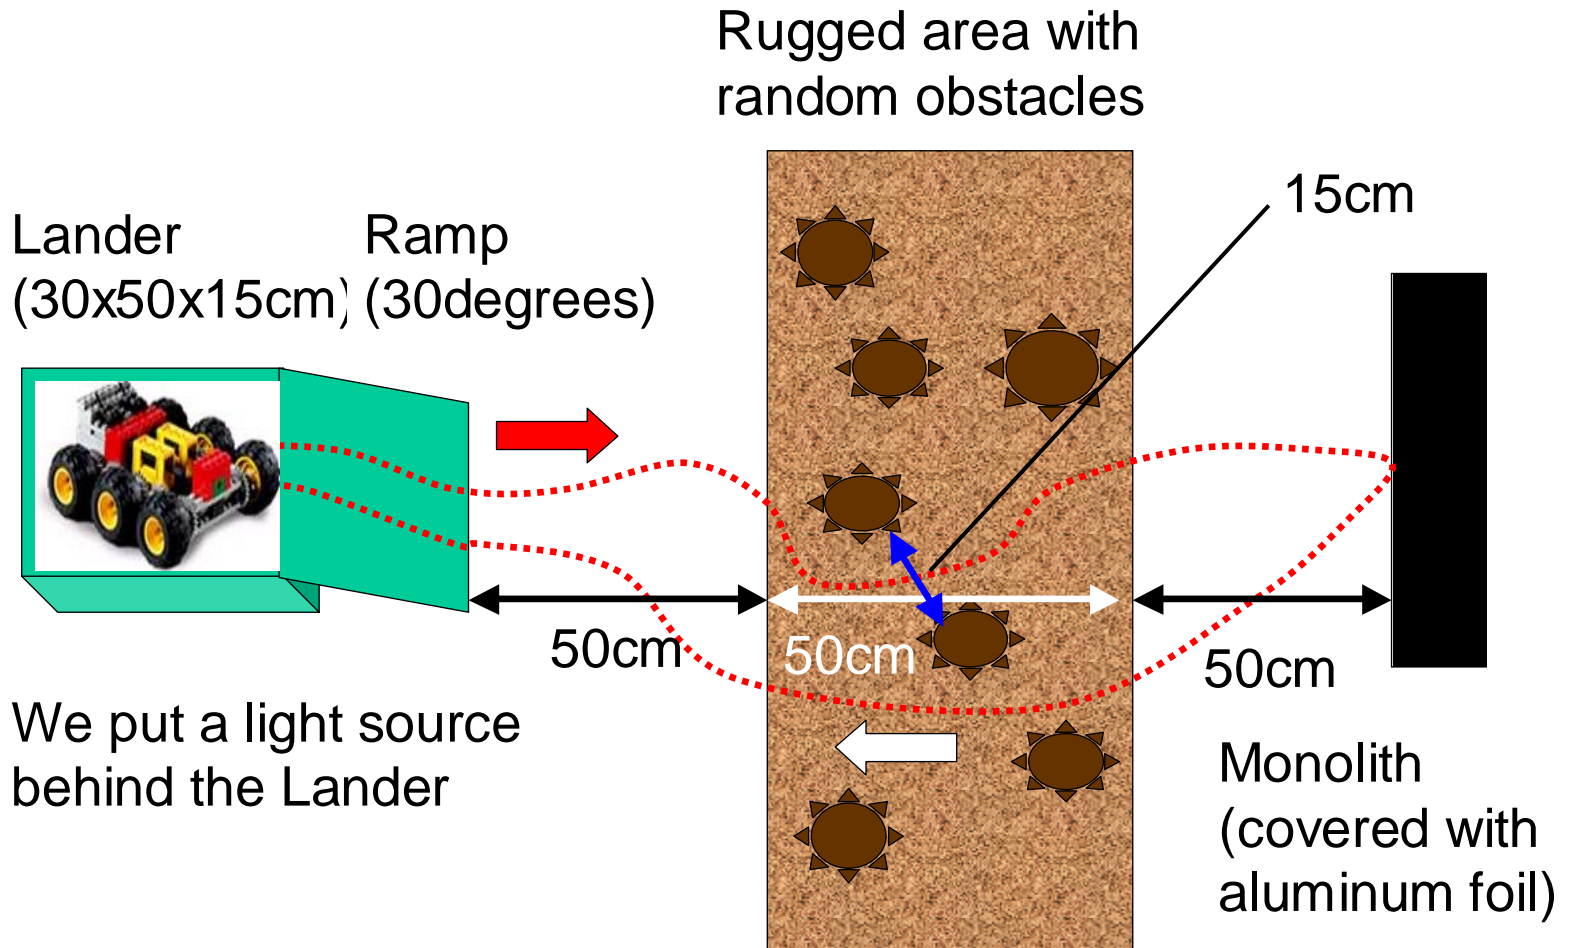 Rugged area with
random obstacles
15cm
Lander
(30x50x15cm)
Ramp
(30degrees)
50cm
50cm
50cm
We put a light source
behind the Lander
Monolith
(covered with
aluminum foil)